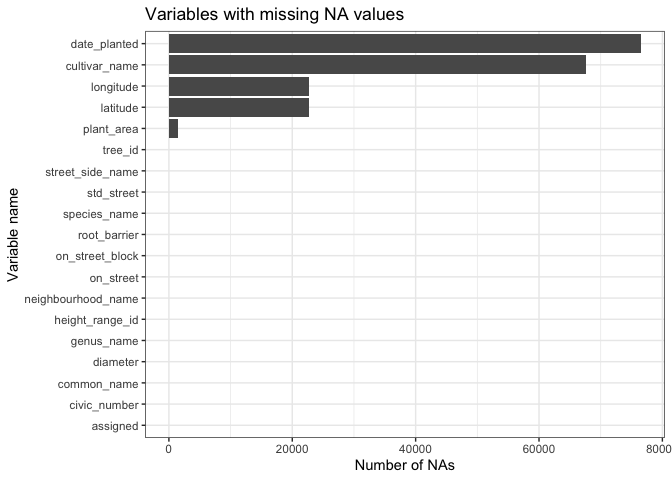 Variables with missing NA values
date_planted
cultivar_name
longitude
latitude
plant_area
tree_id
street_side_name
std_street
species_name
root_barrier
on_street_block
on_street
neighbourhood_name
height_range_id
genus_name
diameter
common_name
civic_number
assigned
Variable name
0 20000 40000 60000 8000
Number of NAs